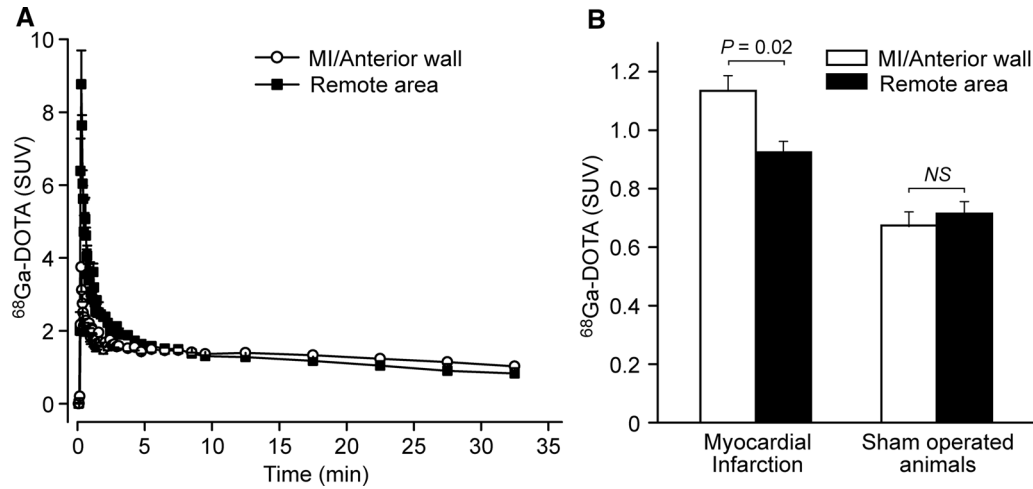 A
10
8
6
4
2
0
⁶⁸Ga-DOTA (SUV)
MI/Anterior wall
Remote area
0 5 10 15 20 25 30 35
Time (min)
B
1.2
1.0
0.8
0.6
0.4
0.2
0
⁶⁸Ga-DOTA (SUV)
P = 0.02
MI/Anterior wall
Remote area
NS
Myocardial
Infarction
Sham operated
animals